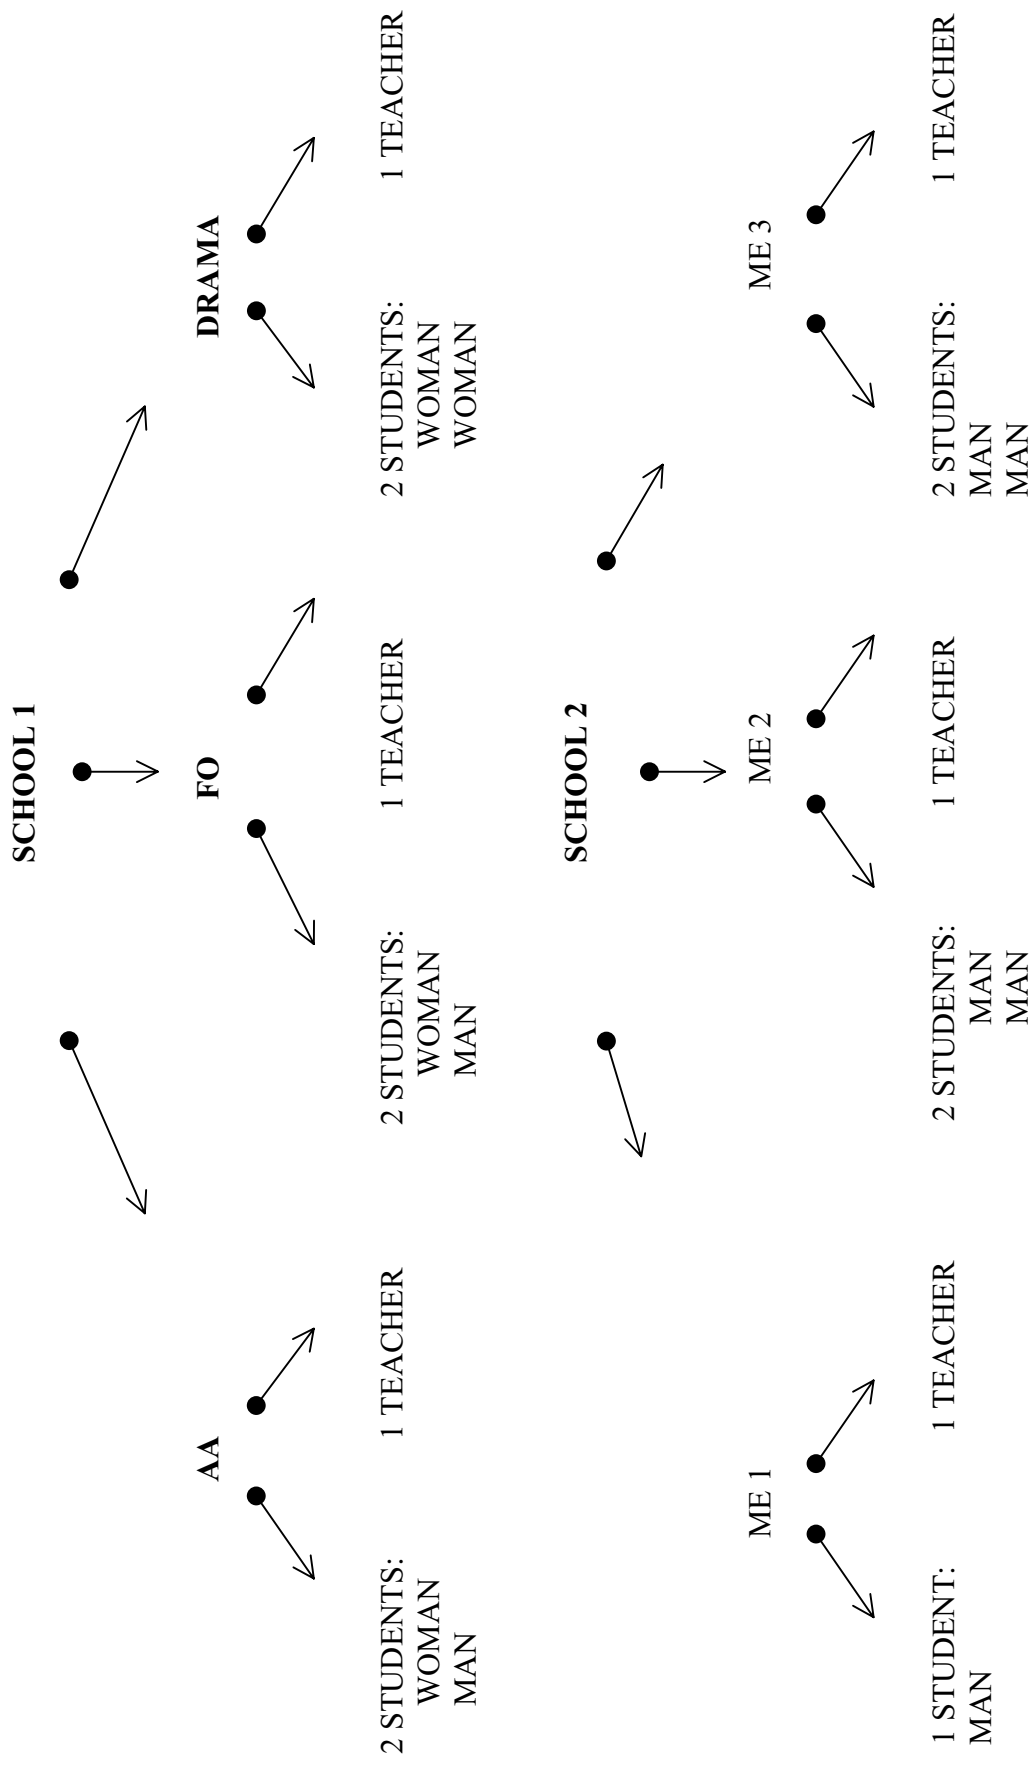 SCHOOL 1
AA
FO
DRAMA
2 STUDENTS:
WOMAN
MAN
1 TEACHER
2 STUDENTS:
WOMAN
MAN
1 TEACHER
2 STUDENTS:
WOMAN
WOMAN
1 TEACHER
SCHOOL 2
ME 1
ME 2
ME 3
1 STUDENT:
MAN
1 TEACHER
2 STUDENTS:
MAN
MAN
1 TEACHER
2 STUDENTS:
MAN
MAN
1 TEACHER